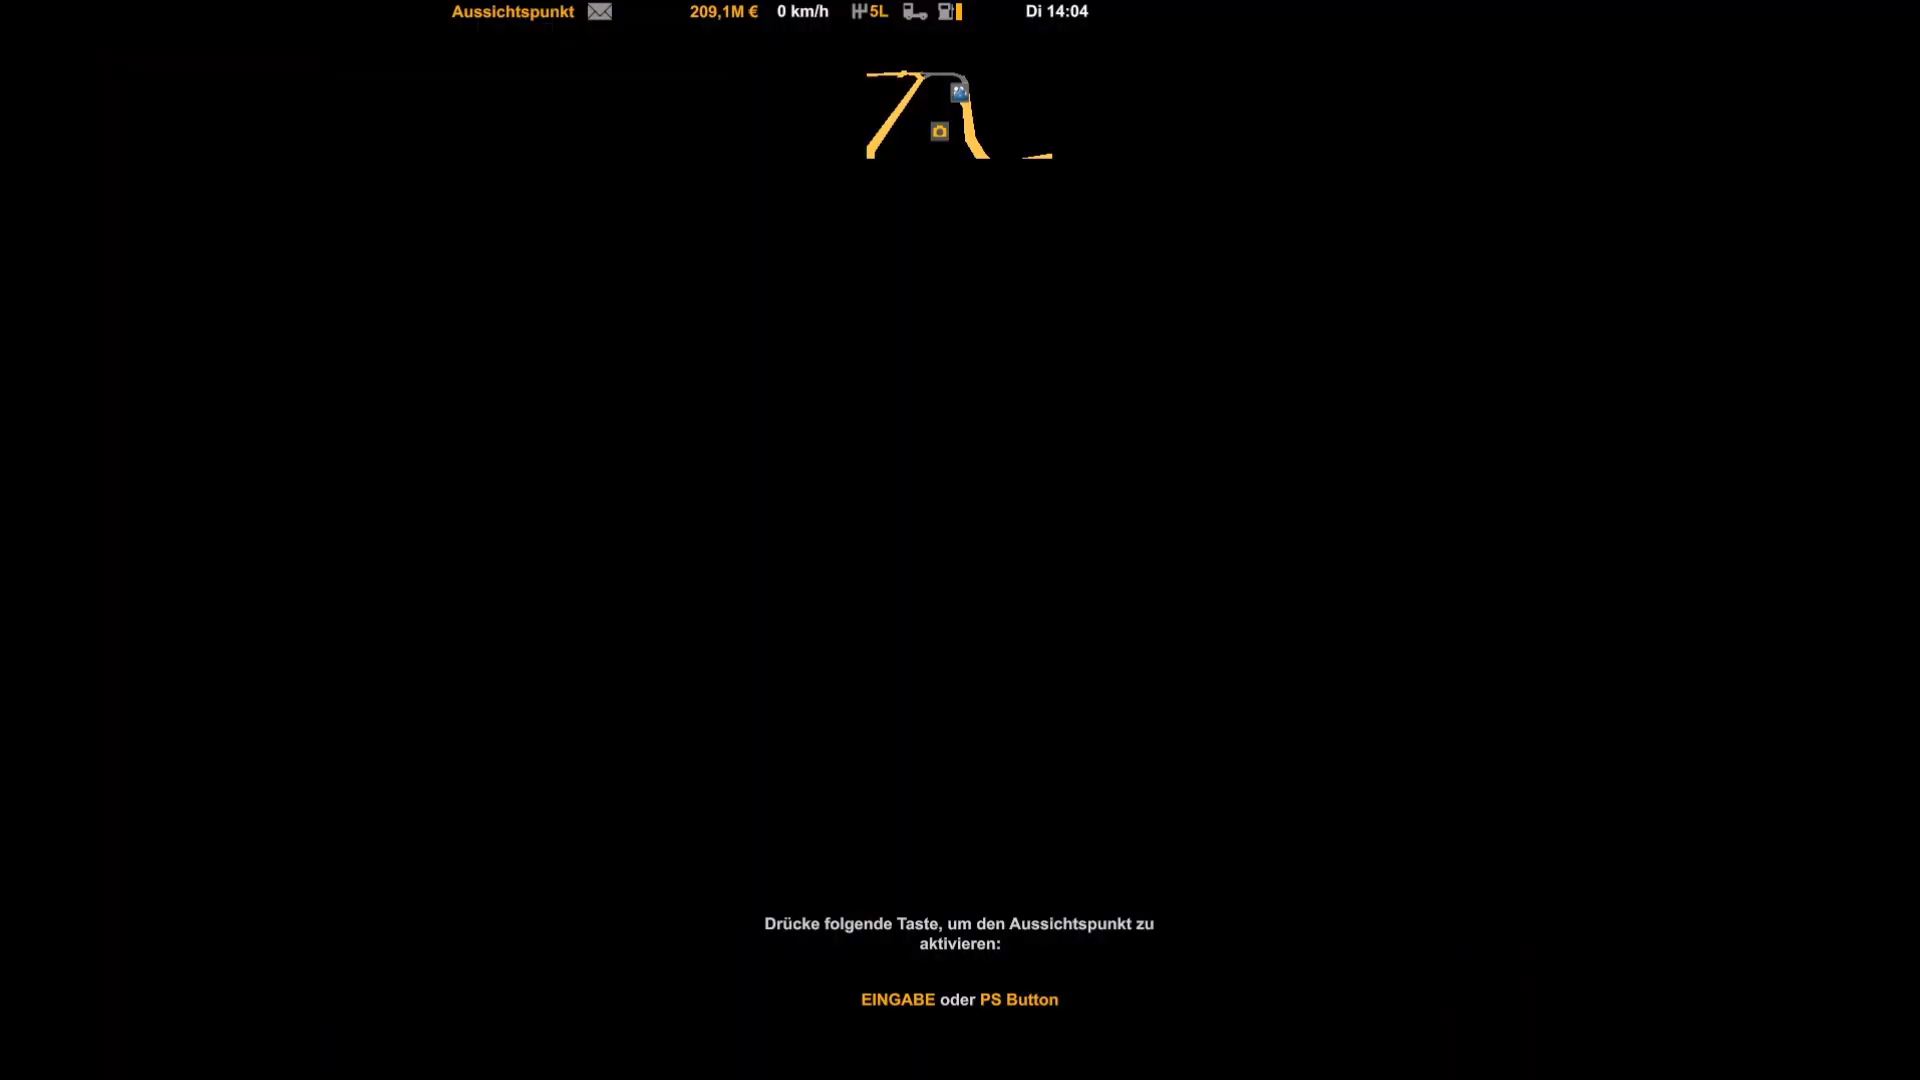 Aussichtspunkt 209,1M € 0 km/h 5L Di 14:04
Drücke folgende Taste, um den Aussichtspunkt zu
aktivieren:
EINGABE oder PS Button